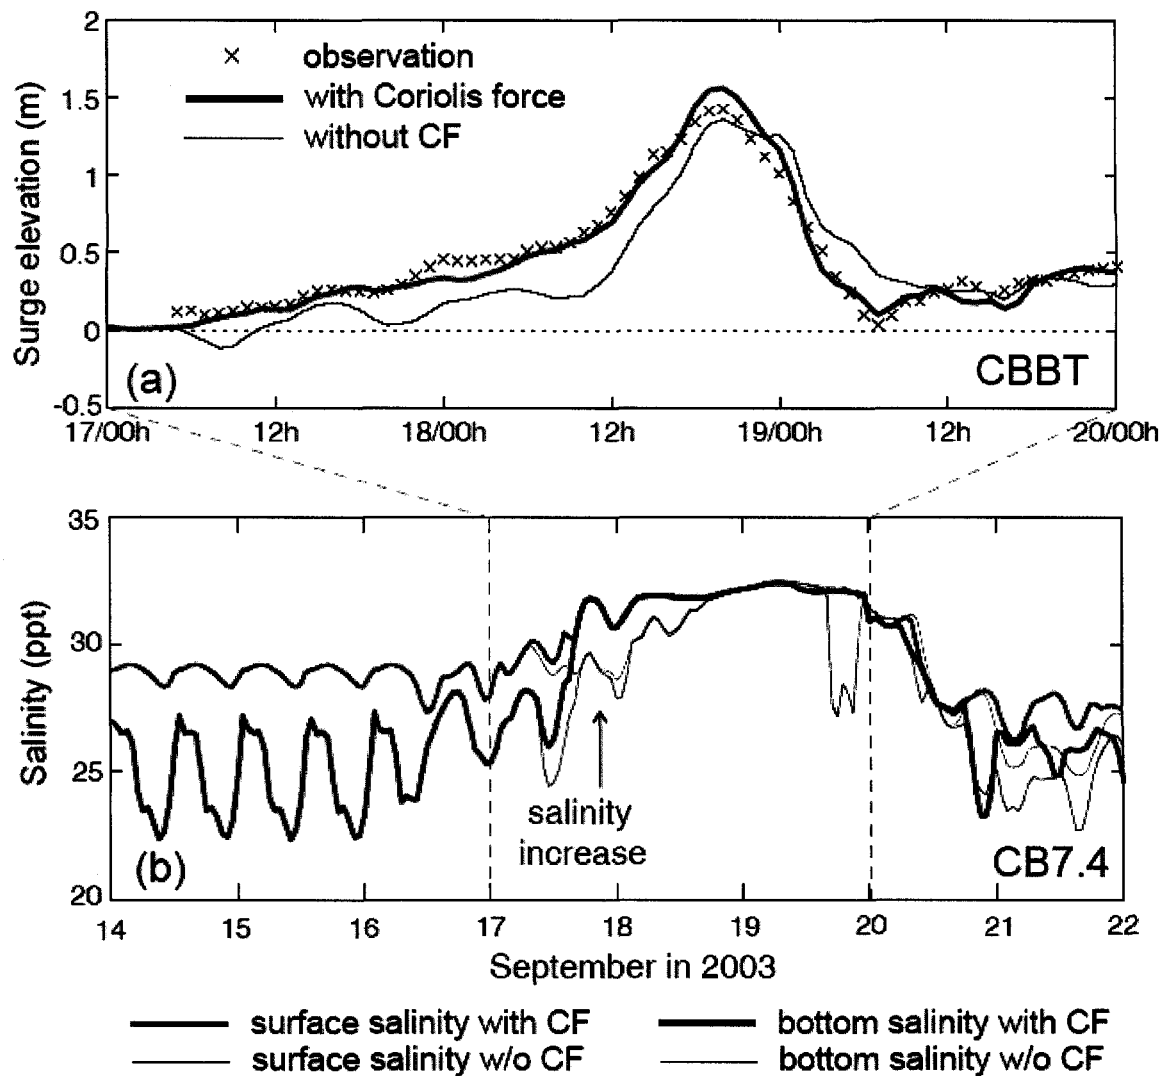 2
1.5
1
0.5
0
-0.5
Surge elevation (m)
× observation
with Coriolis force
without CF
(a)
CBBT
17/00h 12h 18/00h 12h 19/00h 12h 20/00h
35
30
25
20
Salinity (ppt)
salinity
increase
(b)
CB7.4
14 15 16 17 18 19 20 21 22
September in 2003
surface salinity with CF bottom salinity with CF
surface salinity w/o CF bottom salinity w/o CF